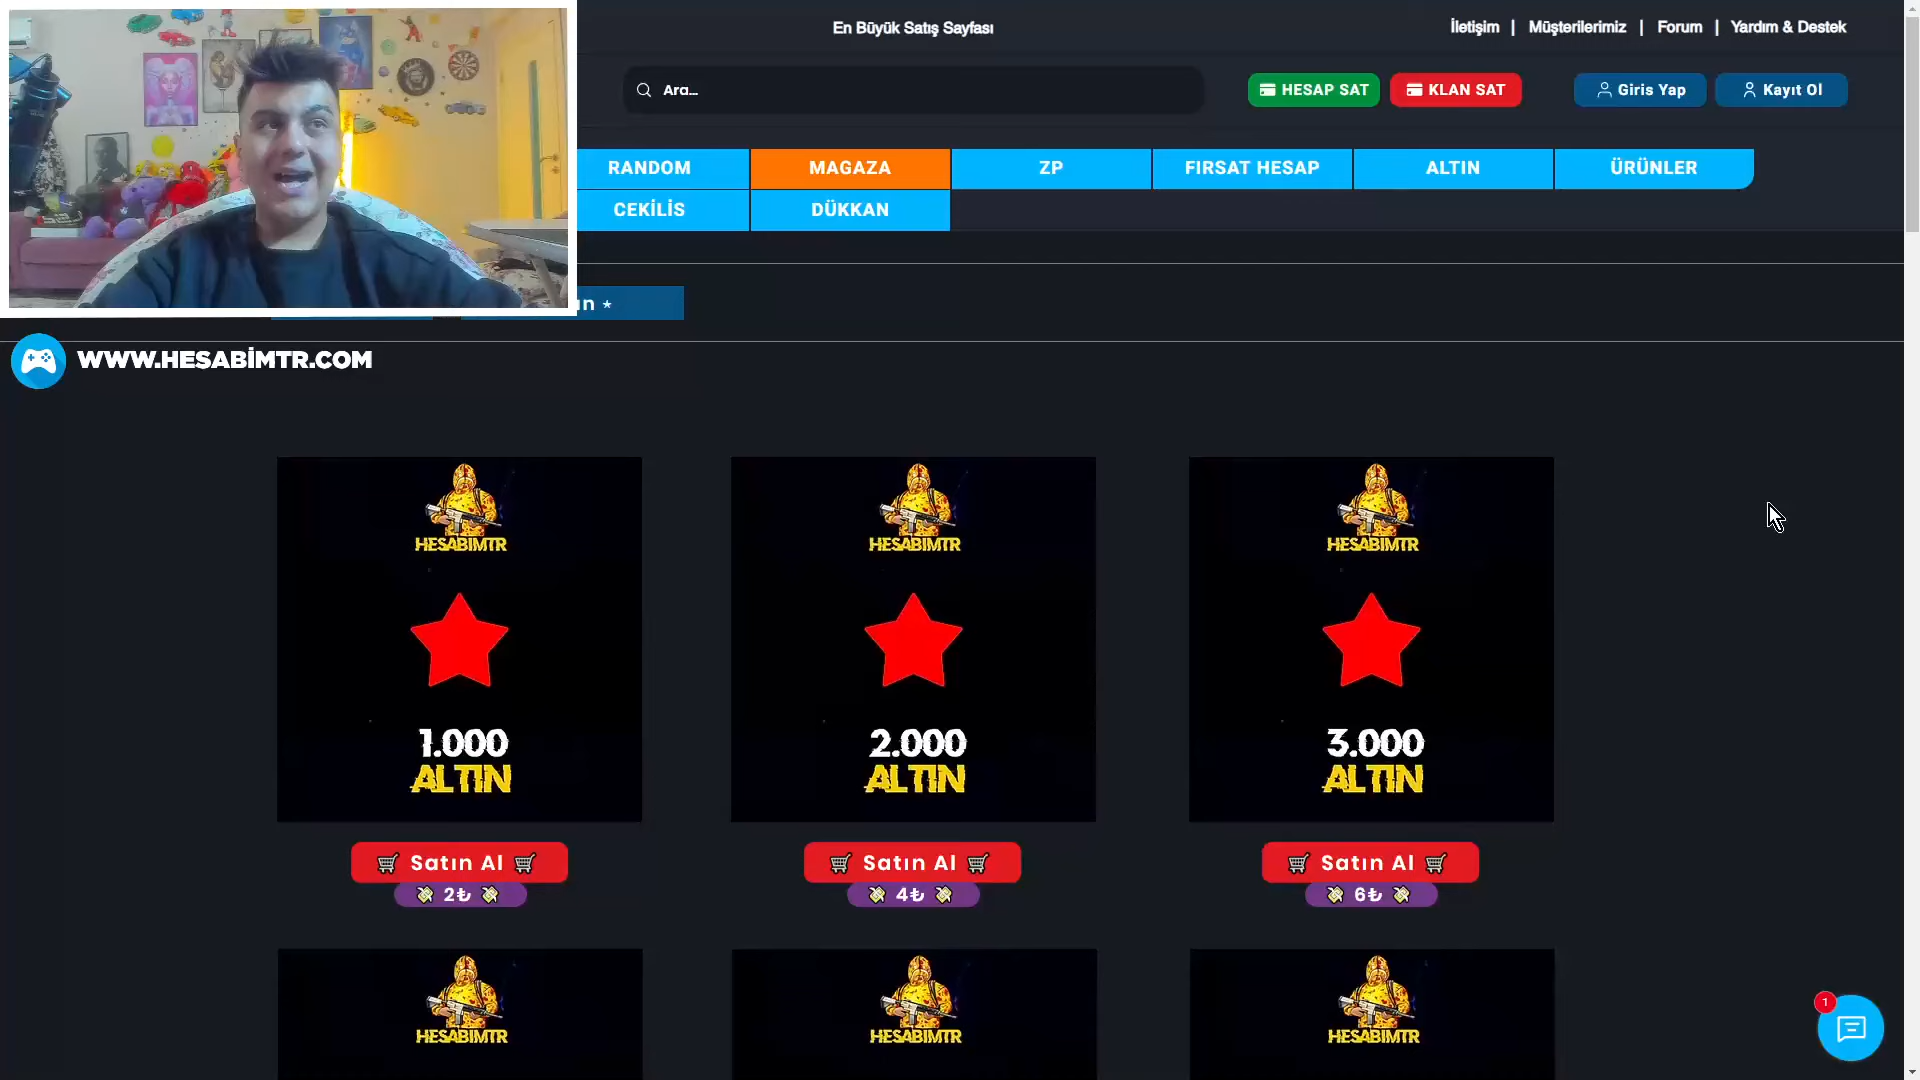 En Büyük Satış Sayfası
İletişim | Müşterilerimiz | Forum | Yardım & Destek
Ara...
HESAP SAT
KLAN SAT
Giris Yap
Kayıt Ol
RANDOM
MAGAZA
ZP
FIRSAT HESAP
ALTIN
ÜRÜNLER
CEKİLİS
DÜKKAN
WWW.HESABİMTR.COM
HESABIMTR
HESABIMTR
HESABIMTR
1.000
ALTIN
2.000
ALTIN
3.000
ALTIN
Satın Al
Satın Al
Satın Al
2₺
4₺
6₺
HESABIMTR
HESABIMTR
HESABIMTR
1